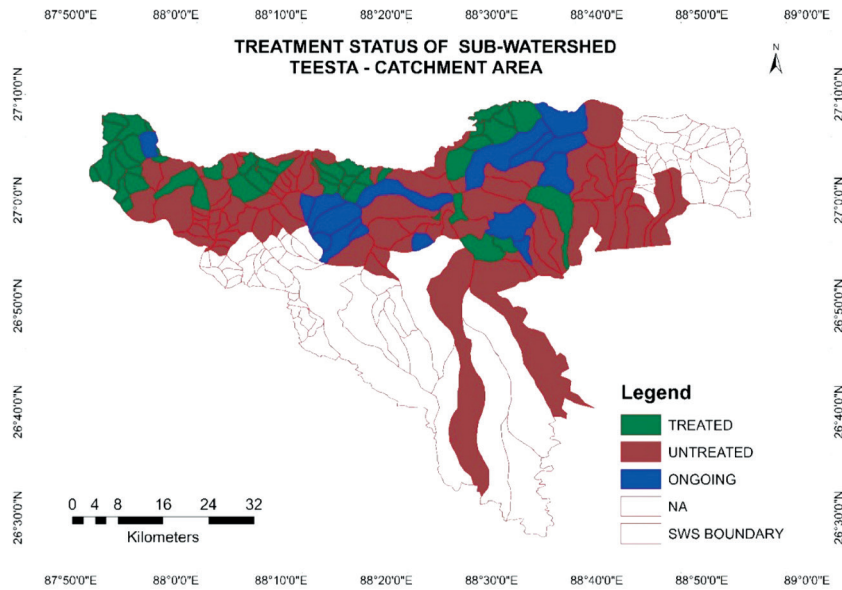 87°50'0"E 88°0'0"E 88°10'0"E 88°20'0"E 88°30'0"E 88°40'0"E 88°50'0"E 89°0'0"E
TREATMENT STATUS OF SUB-WATERSHED
TEESTA - CATCHMENT AREA
N
27°10'0"N
27°0'0"N
26°50'0"N
26°40'0"N
26°30'0"N
27°10'0"N
27°0'0"N
26°50'0"N
26°40'0"N
26°30'0"N
Legend
TREATED
UNTREATED
ONGOING
NA
SWS BOUNDARY
0 4 8 16 24 32
Kilometers
87°50'0"E 88°0'0"E 88°10'0"E 88°20'0"E 88°30'0"E 88°40'0"E 88°50'0"E 89°0'0"E